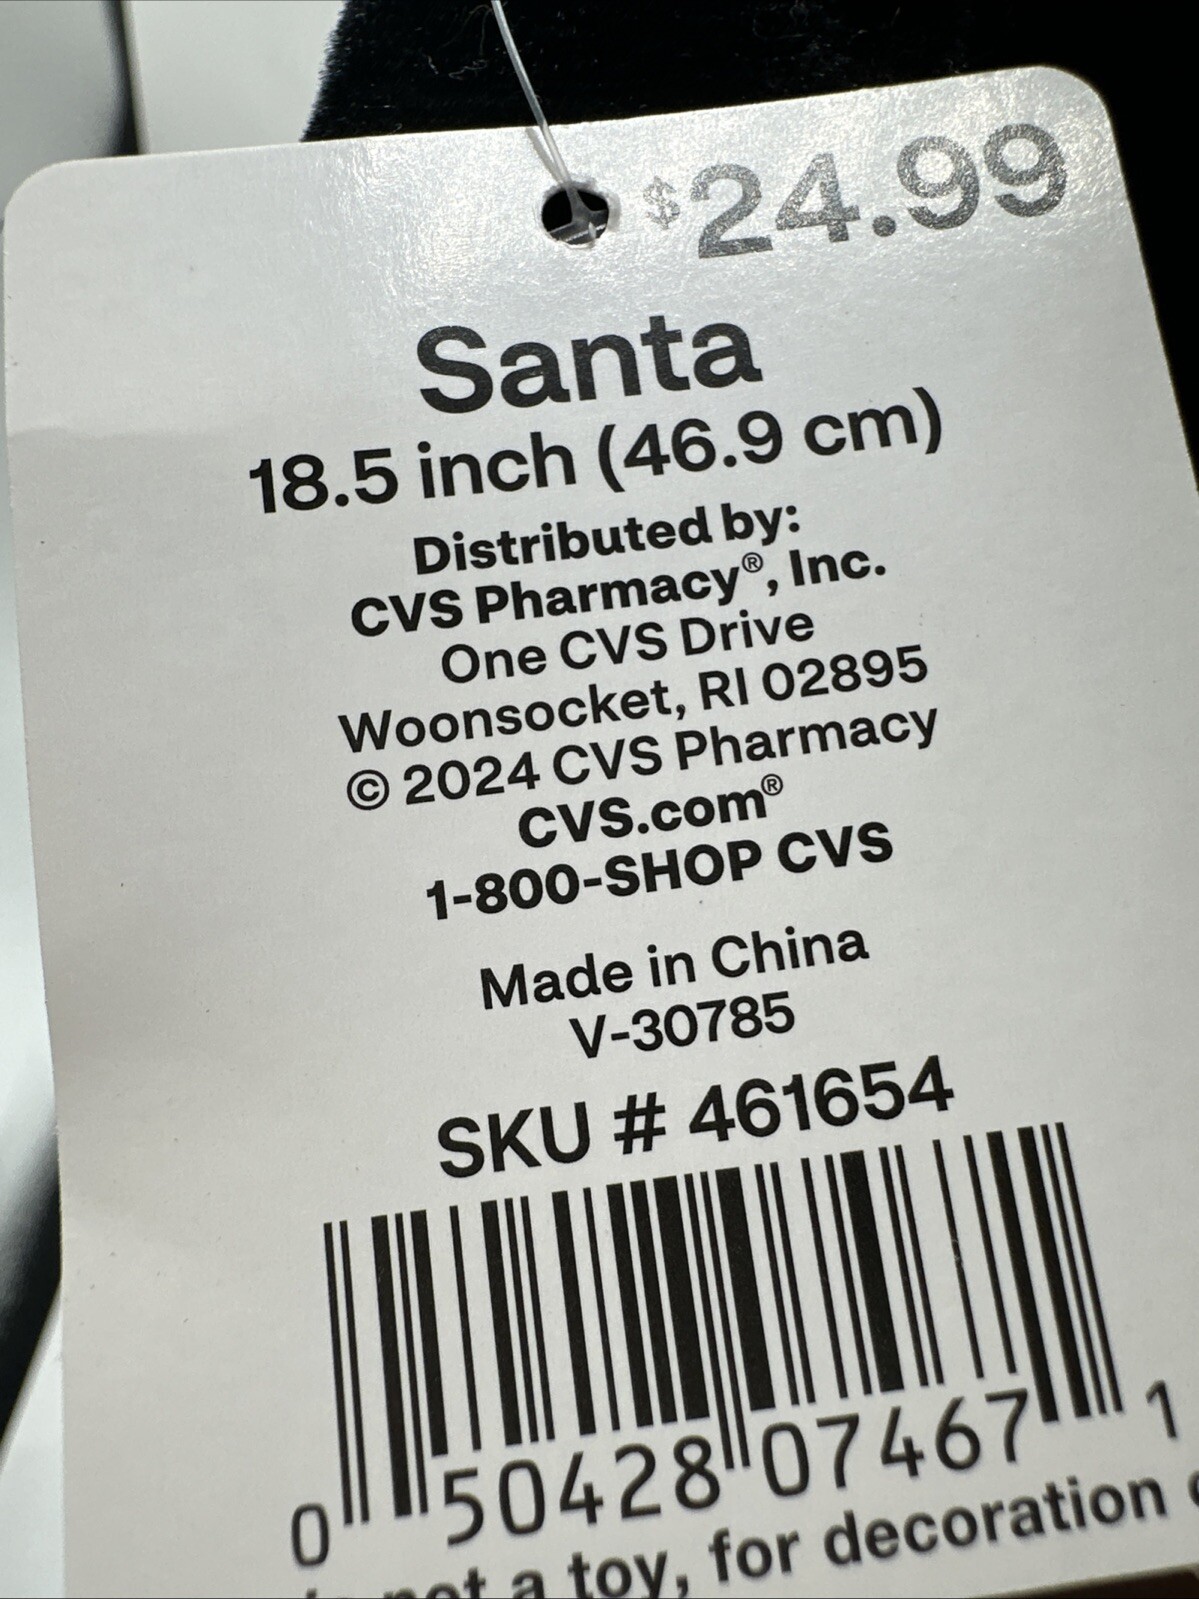 $24.99
Santa
18.5 inch (46.9 cm)
Distributed by:
CVS Pharmacy®, Inc.
One CVS Drive
Woonsocket, RI 02895
© 2024 CVS Pharmacy
CVS.com®
1-800-SHOP CVS
Made in China
V-30785
SKU # 461654
0 50428 07467 1
not a toy, for decoration